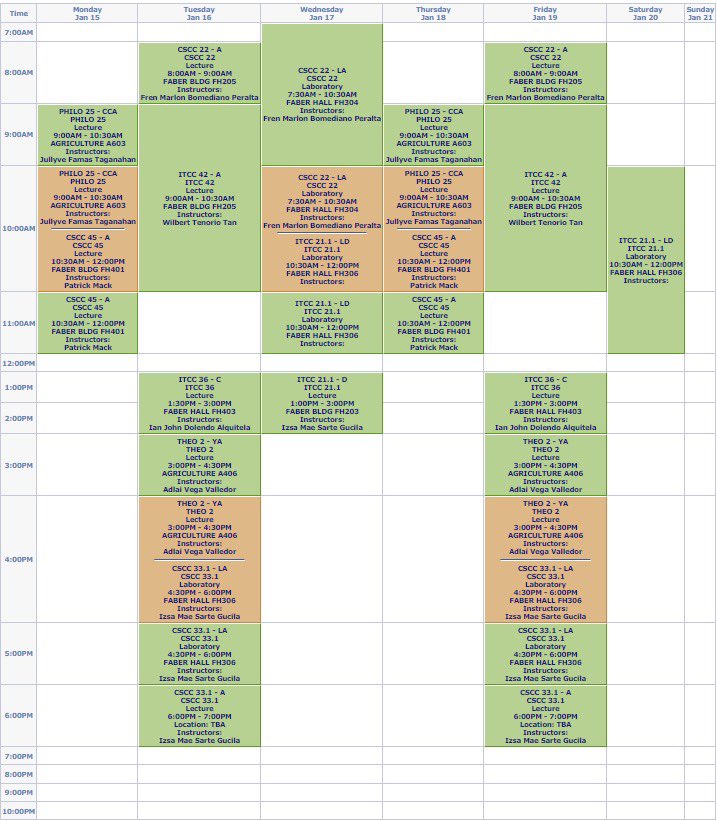 Time
Monday
Jan 15
Tuesday
Jan 16
Wednesday
Jan 17
Thursday
Jan 18
Friday
Jan 19
Saturday
Jan 20
Sunday
Jan 21
7:00AM
CSCC 22 - LA
CSCC 22
Laboratory
7:30AM - 10:30AM
FABER HALL FH304
Instructors:
Fren Marlon Bomediano Peralta
8:00AM
CSCC 22 - A
CSCC 22
Lecture
8:00AM - 9:00AM
FABER BLDG FH205
Instructors:
Fren Marlon Bomediano Peralta
CSCC 22 - A
CSCC 22
Lecture
8:00AM - 9:00AM
FABER BLDG FH205
Instructors:
Fren Marlon Bomediano Peralta
9:00AM
PHILO 25 - CCA
PHILO 25
Lecture
9:00AM - 10:30AM
AGRICULTURE A603
Instructors:
Jullyve Famas Taganahan
ITCC 42 - A
ITCC 42
Lecture
9:00AM - 10:30AM
FABER BLDG FH205
Instructors:
Wilbert Tenorio Tan
PHILO 25 - CCA
PHILO 25
Lecture
9:00AM - 10:30AM
AGRICULTURE A603
Instructors:
Jullyve Famas Taganahan
ITCC 42 - A
ITCC 42
Lecture
9:00AM - 10:30AM
FABER BLDG FH205
Instructors:
Wilbert Tenorio Tan
10:00AM
PHILO 25 - CCA
PHILO 25
Lecture
9:00AM - 10:30AM
AGRICULTURE A603
Instructors:
Jullyve Famas Taganahan
CSCC 45 - A
CSCC 45
Lecture
10:30AM - 12:00PM
FABER BLDG FH401
Instructors:
Patrick Mack
CSCC 22 - LA
CSCC 22
Laboratory
7:30AM - 10:30AM
FABER HALL FH304
Instructors:
Fren Marlon Bomediano Peralta
ITCC 21.1 - LD
ITCC 21.1
Laboratory
10:30AM - 12:00PM
FABER HALL FH306
Instructors:
PHILO 25 - CCA
PHILO 25
Lecture
9:00AM - 10:30AM
AGRICULTURE A603
Instructors:
Jullyve Famas Taganahan
CSCC 45 - A
CSCC 45
Lecture
10:30AM - 12:00PM
FABER BLDG FH401
Instructors:
Patrick Mack
ITCC 21.1 - LD
ITCC 21.1
Laboratory
10:30AM - 12:00PM
FABER HALL FH306
Instructors:
11:00AM
CSCC 45 - A
CSCC 45
Lecture
10:30AM - 12:00PM
FABER BLDG FH401
Instructors:
Patrick Mack
ITCC 21.1 - LD
ITCC 21.1
Laboratory
10:30AM - 12:00PM
FABER HALL FH306
Instructors:
CSCC 45 - A
CSCC 45
Lecture
10:30AM - 12:00PM
FABER BLDG FH401
Instructors:
Patrick Mack
12:00PM
1:00PM
ITCC 36 - C
ITCC 36
Lecture
1:30PM - 3:00PM
FABER HALL FH403
Instructors:
Ian John Dolendo Alquitela
ITCC 21.1 - D
ITCC 21.1
Lecture
1:00PM - 3:00PM
FABER BLDG FH203
Instructors:
Izsa Mae Sarte Gucila
ITCC 36 - C
ITCC 36
Lecture
1:30PM - 3:00PM
FABER HALL FH403
Instructors:
Ian John Dolendo Alquitela
2:00PM
3:00PM
THEO 2 - YA
THEO 2
Lecture
3:00PM - 4:30PM
AGRICULTURE A406
Instructors:
Adlai Vega Valledor
THEO 2 - YA
THEO 2
Lecture
3:00PM - 4:30PM
AGRICULTURE A406
Instructors:
Adlai Vega Valledor
4:00PM
THEO 2 - YA
THEO 2
Lecture
3:00PM - 4:30PM
AGRICULTURE A406
Instructors:
Adlai Vega Valledor
CSCC 33.1 - LA
CSCC 33.1
Laboratory
4:30PM - 6:00PM
FABER HALL FH306
Instructors:
Izsa Mae Sarte Gucila
THEO 2 - YA
THEO 2
Lecture
3:00PM - 4:30PM
AGRICULTURE A406
Instructors:
Adlai Vega Valledor
CSCC 33.1 - LA
CSCC 33.1
Laboratory
4:30PM - 6:00PM
FABER HALL FH306
Instructors:
Izsa Mae Sarte Gucila
5:00PM
CSCC 33.1 - LA
CSCC 33.1
Laboratory
4:30PM - 6:00PM
FABER HALL FH306
Instructors:
Izsa Mae Sarte Gucila
CSCC 33.1 - LA
CSCC 33.1
Laboratory
4:30PM - 6:00PM
FABER HALL FH306
Instructors:
Izsa Mae Sarte Gucila
6:00PM
CSCC 33.1 - A
CSCC 33.1
Lecture
6:00PM - 7:00PM
Location: TBA
Instructors:
Izsa Mae Sarte Gucila
CSCC 33.1 - A
CSCC 33.1
Lecture
6:00PM - 7:00PM
Location: TBA
Instructors:
Izsa Mae Sarte Gucila
7:00PM
8:00PM
9:00PM
10:00PM